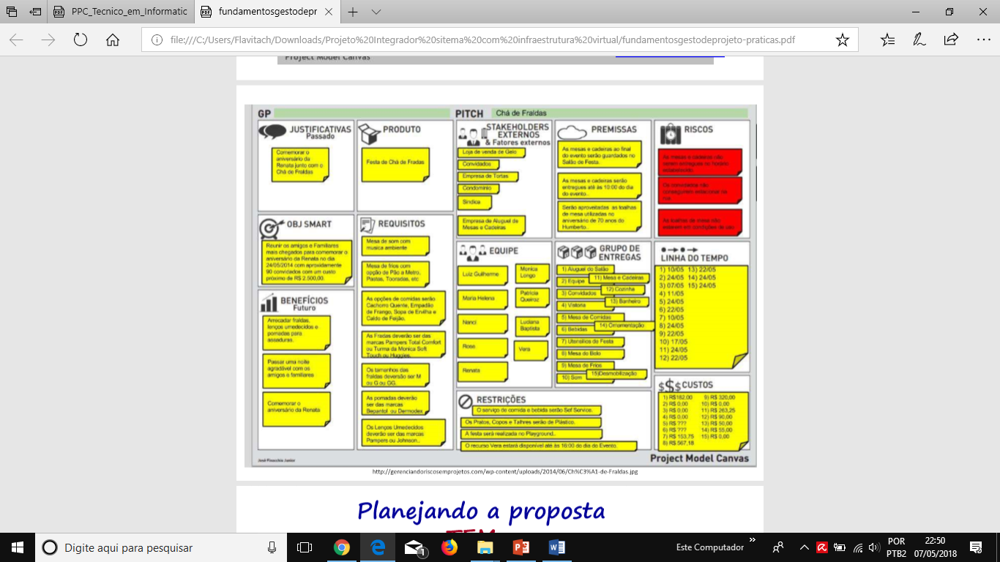 PPC_Tecnico_em_Informatic
fundamentosgestodepr
file:///C:/Users/Flavitach/Downloads/Projeto%20Integrador%20sitema%20com%20infraestrutura%20virtual/fundamentosgestodeprojeto-praticas.pdf
Project Model Canvas
GP
PITCH
Chá de Fraldas
JUSTIFICATIVAS
Passado
Comemorar o
aniversário da
Renata junto com o
Chá de Fraldas
PRODUTO
Festa de Chá de Fradas
STAKEHOLDERS
EXTERNOS
& Fatores externos
Loja de venda de Gelo
Convidados
Empresa de Tortas
Condomínio
Síndica
Empresa de Aluguel de
Mesas e Cadeiras
PREMISSAS
As mesas e cadeiras ao final
do evento serão guardados no
Salão de Festa.
As mesas e cadeiras serão
entregues até às 10:00 do dia
do evento..
Serão aproveitadas as toalhas
de mesa utilizadas no
aniversário de 70 anos do
Humberto..
RISCOS
As mesas e cadeiras não
serem entregues no horário
estabelecido.
Os convidados não
conseguirem estacionar na
rua.
As toalhas de mesa não
estarem em condições de uso
OBJ SMART
Reunir os amigos e Familiares
mais chegados para comemorar o
aniversário da Renata no dia
24/05/2014 com aproxidamente
90 convidados com um custo
próximo de R$ 2.500,00.
REQUISITOS
Mesa de som com
musica ambiente
Mesa de frios com
opção de Pão a Metro,
Pastas, Tooradas, etc
As opções de comidas serão
Cachorro Quente, Empadão
de Frango, Sopa de Ervilha e
Caldo de Feijão.
As Fradas deverão ser das
marcas Pampers Total Comfort
ou Turma da Monica Soft
Touch ou Huggies.
Os tamanhos das
fraldas deversão ser M
ou G ou GG.
As pomadas deverão
ser das marcas
Bepantol ou Dermodex
Os Lenços Umedecidos
deverão ser das marcas
Pampers ou Johnson..
BENEFÍCIOS
Futuro
Arrecadar fraldas,
lenços umedecidos e
pomadas para
assaduras.
Passar uma noite
agradável com os
amigos e familiares
Comemorar o
aniversário da Renata
EQUIPE
Luiz Guilherme
Monica
Longo
Maria Helena
Patrícia
Queiroz
Nanci
Luciana
Baptista
Rose
Vera
Renata
GRUPO DE
ENTREGAS
1) Aluguel do Salão
2) Equipe
11) Mesa e Cadeiras
3) Convidados
12) Cozinha
4) Vistoria
13) Banheiro
5) Mesa de Comidas
14) Ornamentação
6) Bebidas
7) Utensílios da Festa
8) Mesa do Bolo
9) Mesa de Frios
10) Som
15)Desmobilização
LINHA DO TEMPO
1) 10/05 13) 22/05
2) 24/05 14) 24/05
3) 07/05 15) 24/05
4) 11/05
5) 24/05
6) 22/05
7) 10/05
8) 24/05
9) 22/05
10) 17/05
11) 24/05
12) 22/05
RESTRIÇÕES
O serviço de comida e bebida serão Sef Service.
Os Pratos, Copos e Talhres serão de Plástico.
A festa será realizada no Playground..
O recurso Vera estará disponível até às 16:00 do dia do Evento.
$$$ CUSTOS
1) R$182,00 9) R$ 320,00
2) R$ 0,00 10) R$ 0,00
3) R$ 0,00 11) R$ 263,25
4) R$ 0,00 12) R$ 90,00
5) R$ ??? 13) R$ 50,00
6) R$ ??? 14) R$ 55,00
7) R$ 153,75 15) R$ 0,00
8) R$ 567,18
José Finocchio Junior
Project Model Canvas
http://gerenciandoriscosemprojetos.com/wp-content/uploads/2014/06/Ch%C3%A1-de-Fraldas.jpg
Planejando a proposta
Digite aqui para pesquisar
1
Este Computador
POR
PTB2
22:50
07/05/2018